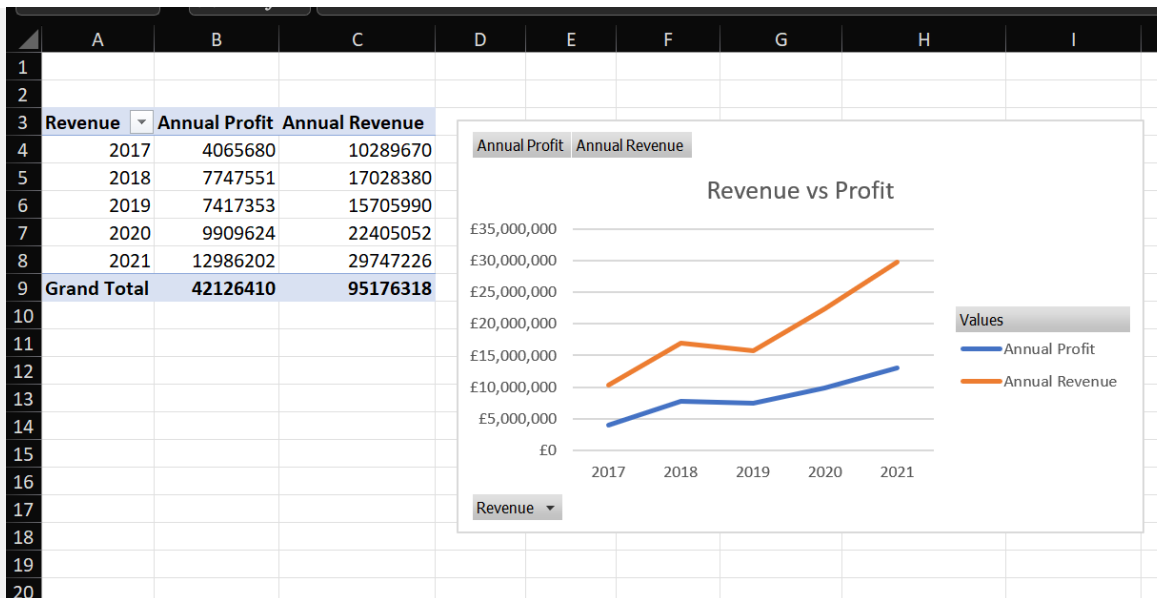 A B C D E F G H I
1
2
3 Revenue Annual Profit Annual Revenue
4 2017 4065680 10289670
5 2018 7747551 17028380
6 2019 7417353 15705990
7 2020 9909624 22405052
8 2021 12986202 29747226
9 Grand Total 42126410 95176318
10
11
12
13
14
15
16
17
18
19
20
Annual Profit Annual Revenue
Revenue vs Profit
£35,000,000
£30,000,000
£25,000,000
£20,000,000
£15,000,000
£10,000,000
£5,000,000
£0
2017 2018 2019 2020 2021
Values
Annual Profit
Annual Revenue
Revenue